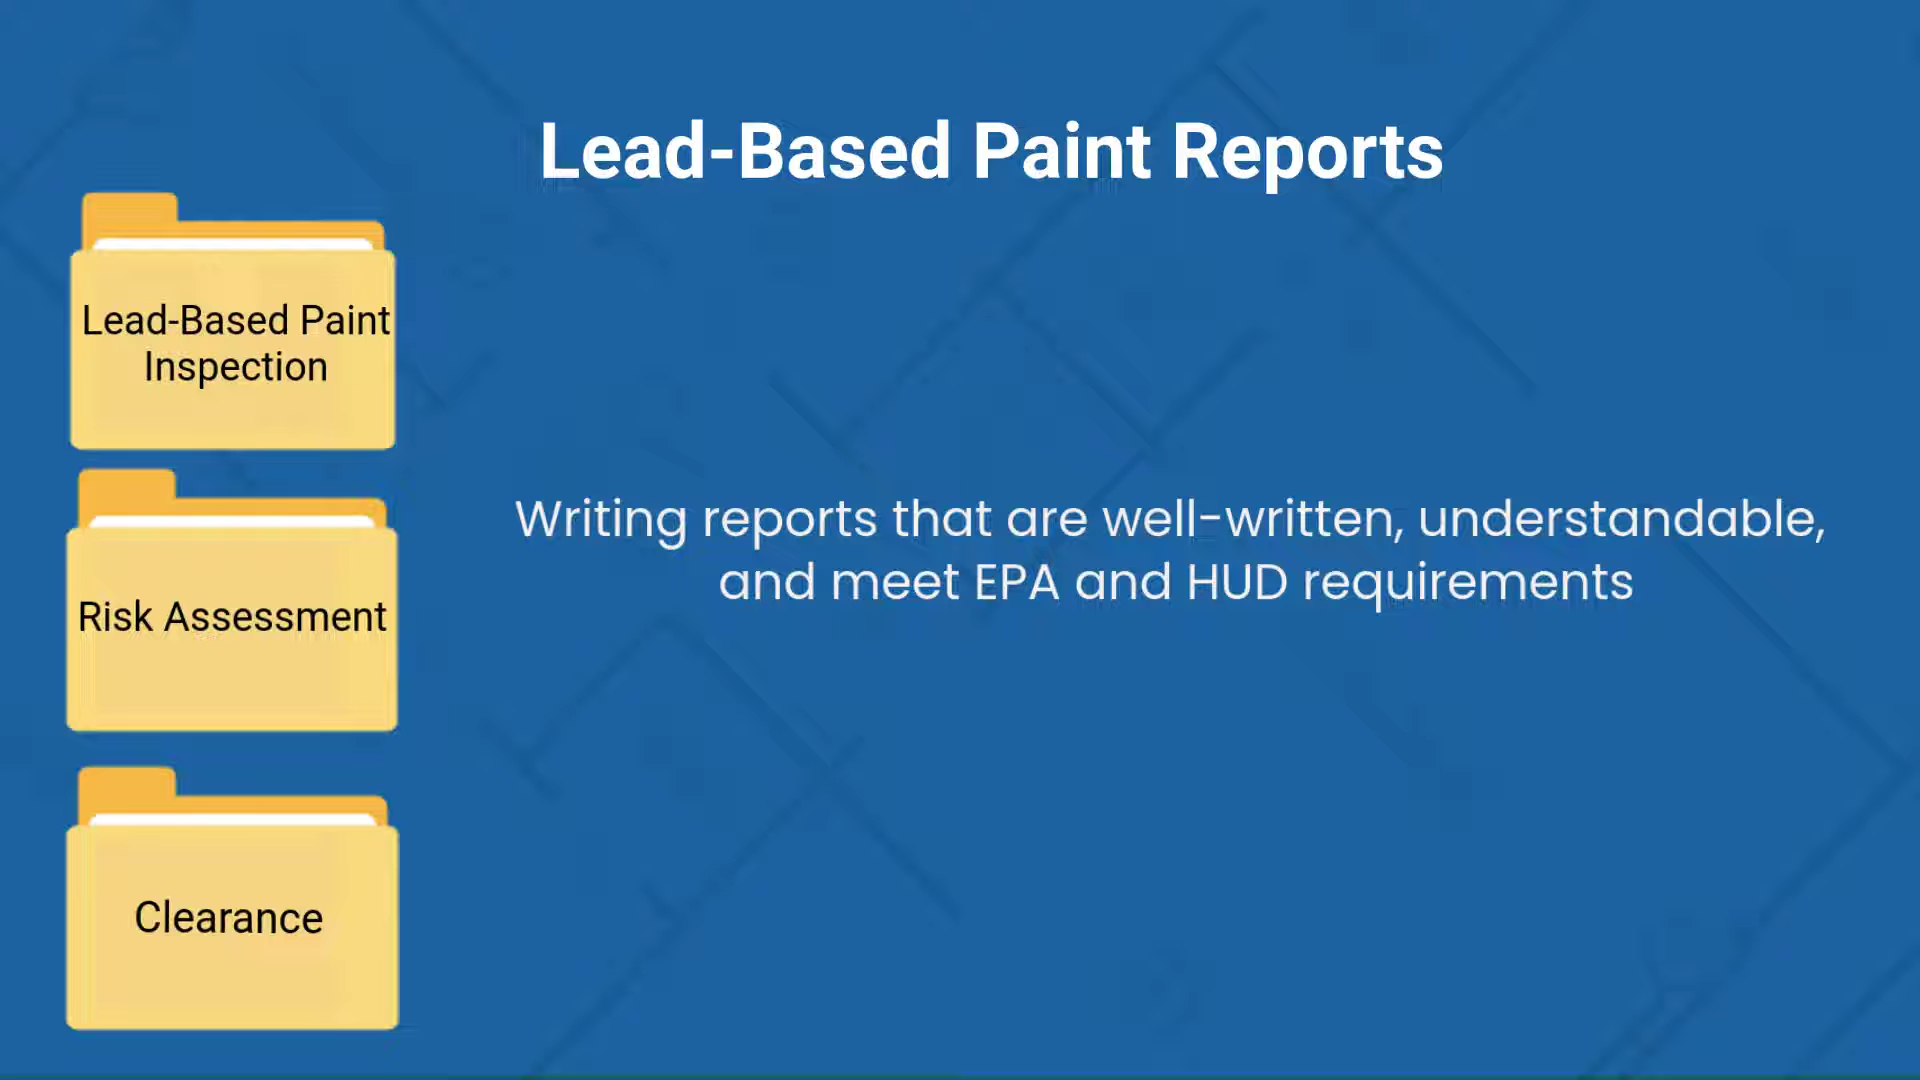 Lead-Based Paint Reports
Lead-Based Paint
Inspection
Risk Assessment
Clearance
Writing reports that are well-written, understandable,
and meet EPA and HUD requirements